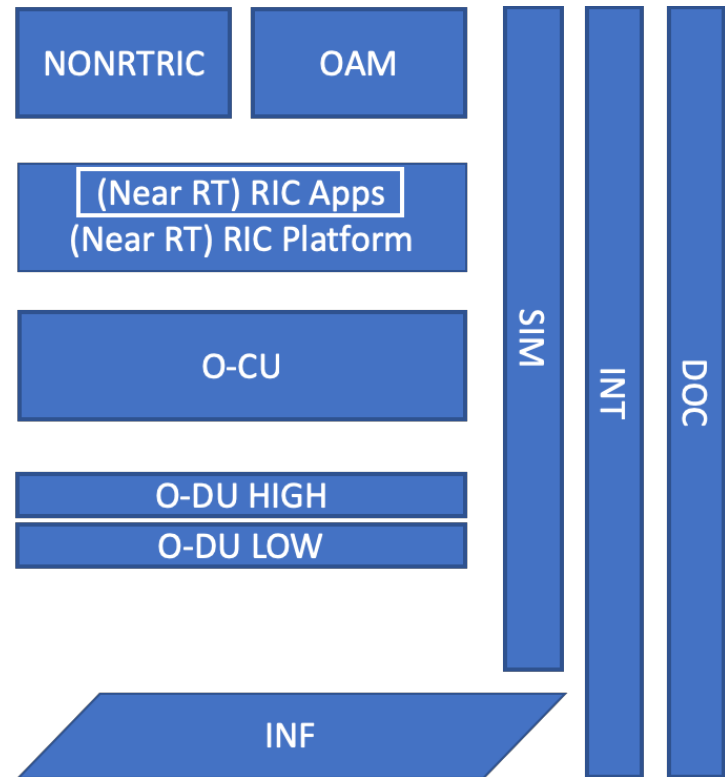 NONRTRIC
OAM
(Near RT) RIC Apps
(Near RT) RIC Platform
O-CU
O-DU HIGH
O-DU LOW
INF
SIM
INT
DOC